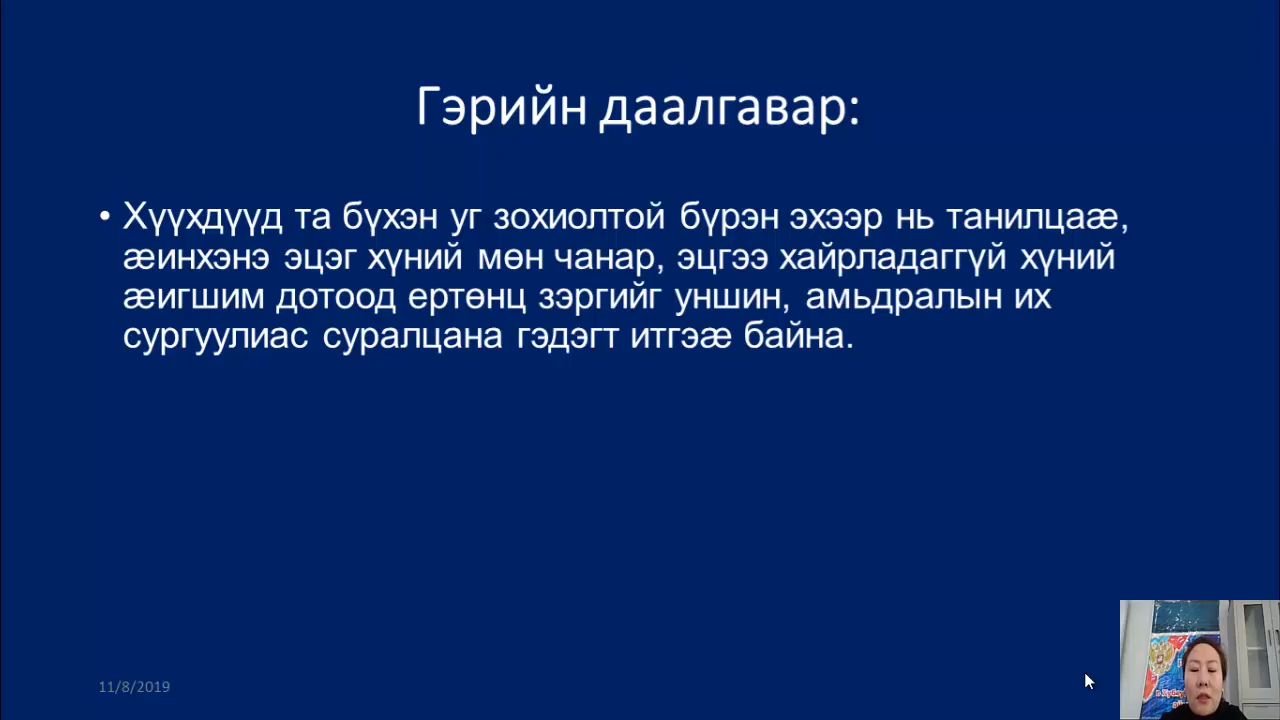 Гэрийн даалгавар:
• Хүүхдүүд та бүхэн уг зохиолтой бүрэн эхээр нь танилцаæ,
æинхэнэ эцэг хүний мөн чанар, эцгээ хайрладаггүй хүний
æигшим дотоод ертөнц зэргийг уншин, амьдралын их
сургуулиас суралцана гэдэгт итгэæ байна.
11/8/2019